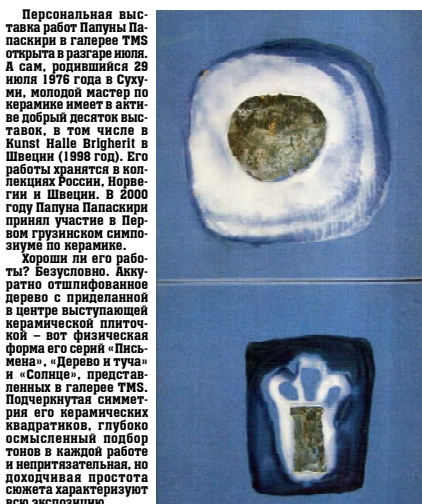 Персональная выс-
тавка работ Папуны Па-
паскири в галерее TMS
открыта в разгаре июля.
А сам, родившийся 29
июля 1976 года в Суху-
ми, молодой мастер по
керамике имеет в акти-
ве добрый десяток выс-
тавок, в том числе в
Kunst Halle Brigherit в
Швеции (1998 год). Его
работы хранятся в кол-
лекциях России, Норве-
гии и Швеции. В 2000
году Папуна Папаскири
принял участие в Пер-
вом грузинском симпо-
зиуме по керамике.
Хороши ли его рабо-
ты? Безусловно. Акку-
ратно отшлифованное
дерево с приделанной
в центре выступающей
керамической плиточ-
кой – вот физическая
форма его серий «Пись-
мена», «Дерево и туча»
и «Солнце», представ-
ленных в галерее TMS.
Подчеркнутая симмет-
рия его керамических
квадратиков, глубоко
осмысленный подбор
тонов в каждой работе
и непритязательная, но
доходчивая простота
сюжета характеризуют
всю экспозицию